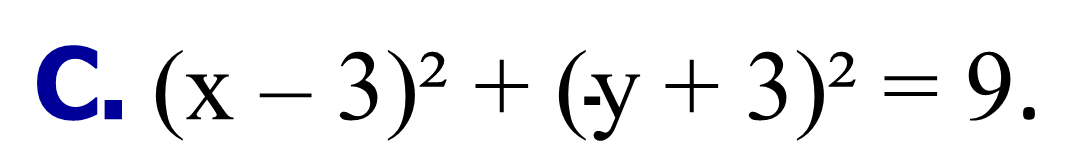 C. (x – 3)² + (-y + 3)² = 9.